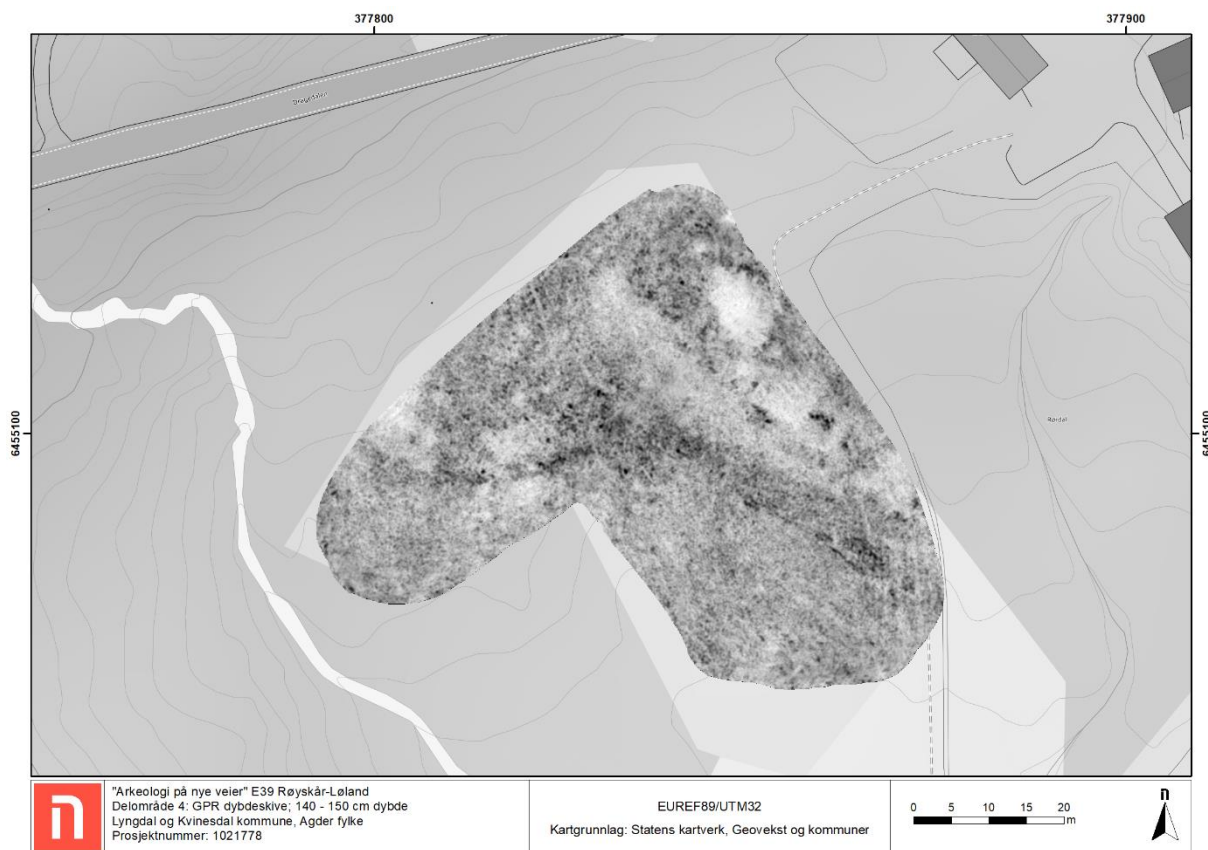 377800
377900
Drøgedalen
Rørdal
6455100
6455100
"Arkeologi på nye veier" E39 Røyskår-Løland
Delområde 4: GPR dybdeskive; 140 - 150 cm dybde
Lyngdal og Kvinesdal kommune, Agder fylke
Prosjektnummer: 1021778
EUREF89/UTM32
Kartgrunnlag: Statens kartverk, Geovekst og kommuner
0 5 10 15 20
m
n
n